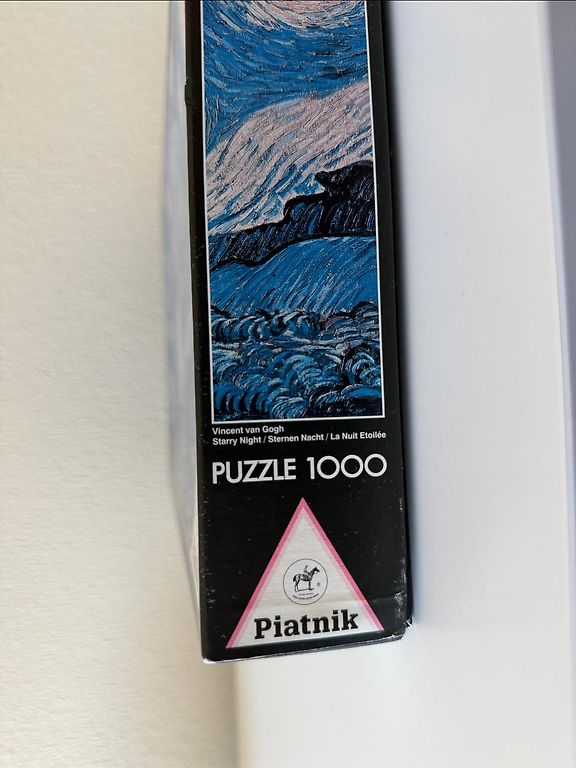 Vincent van Gogh
Starry Night / Sternen Nacht / La Nuit Etoilée
PUZZLE 1000
®
Piatnik